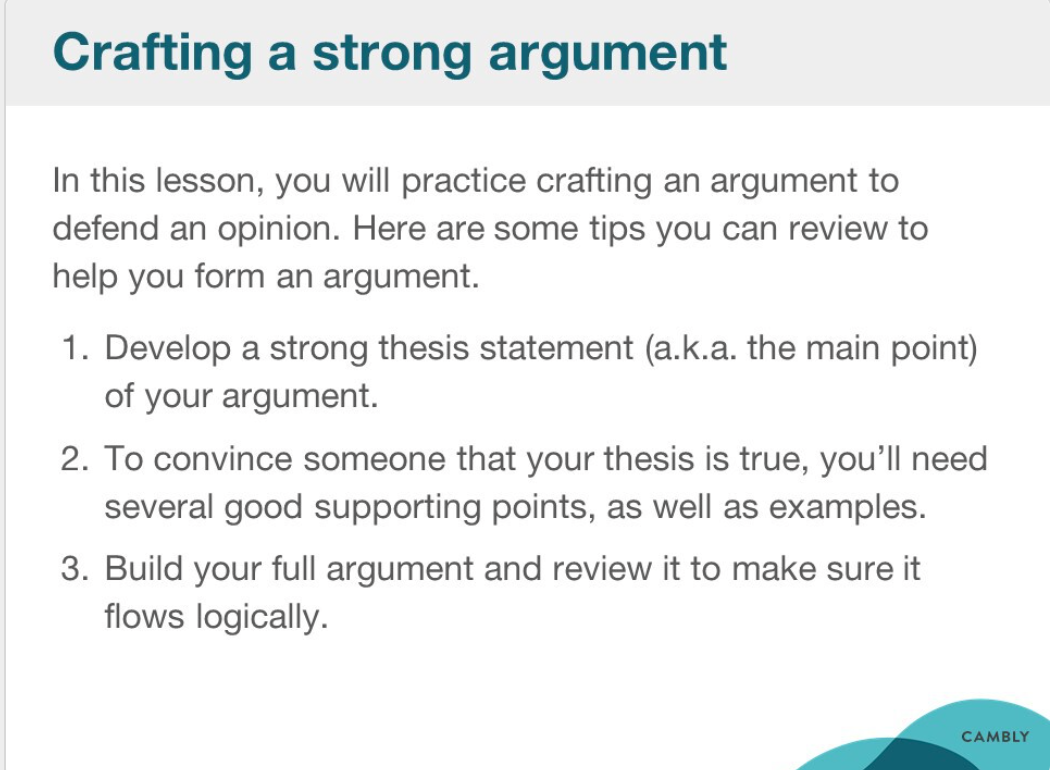 Crafting a strong argument
In this lesson, you will practice crafting an argument to
defend an opinion. Here are some tips you can review to
help you form an argument.
1. Develop a strong thesis statement (a.k.a. the main point)
of your argument.
2. To convince someone that your thesis is true, you’ll need
several good supporting points, as well as examples.
3. Build your full argument and review it to make sure it
flows logically.
CAMBLY